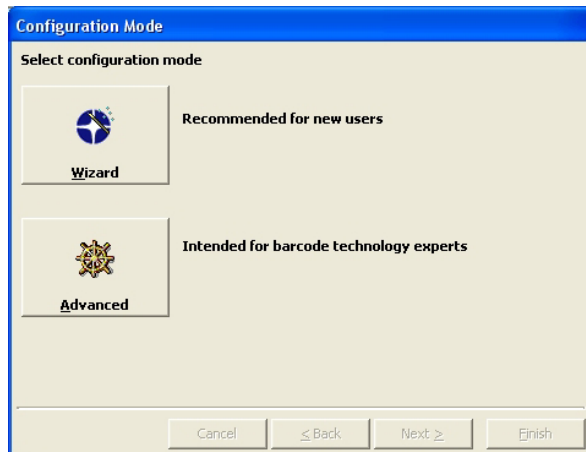 Configuration Mode
Select configuration mode
Recommended for new users
Wizard
Intended for barcode technology experts
Advanced
Cancel
< Back
Next >
Finish